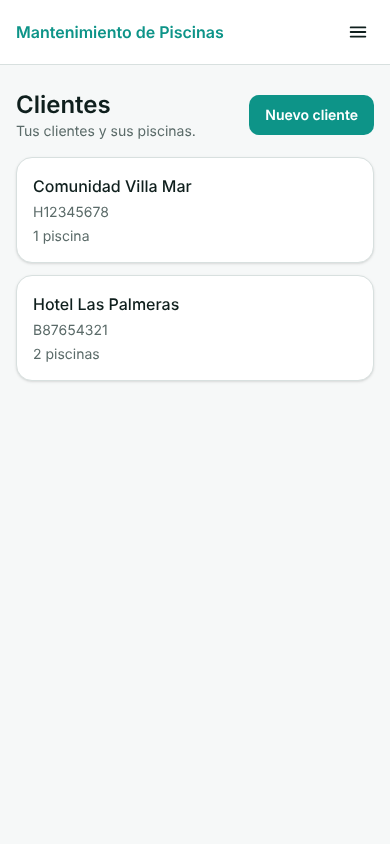 Mantenimiento de Piscinas
Clientes
Tus clientes y sus piscinas.
Nuevo cliente
Comunidad Villa Mar
H12345678
1 piscina
Hotel Las Palmeras
B87654321
2 piscinas